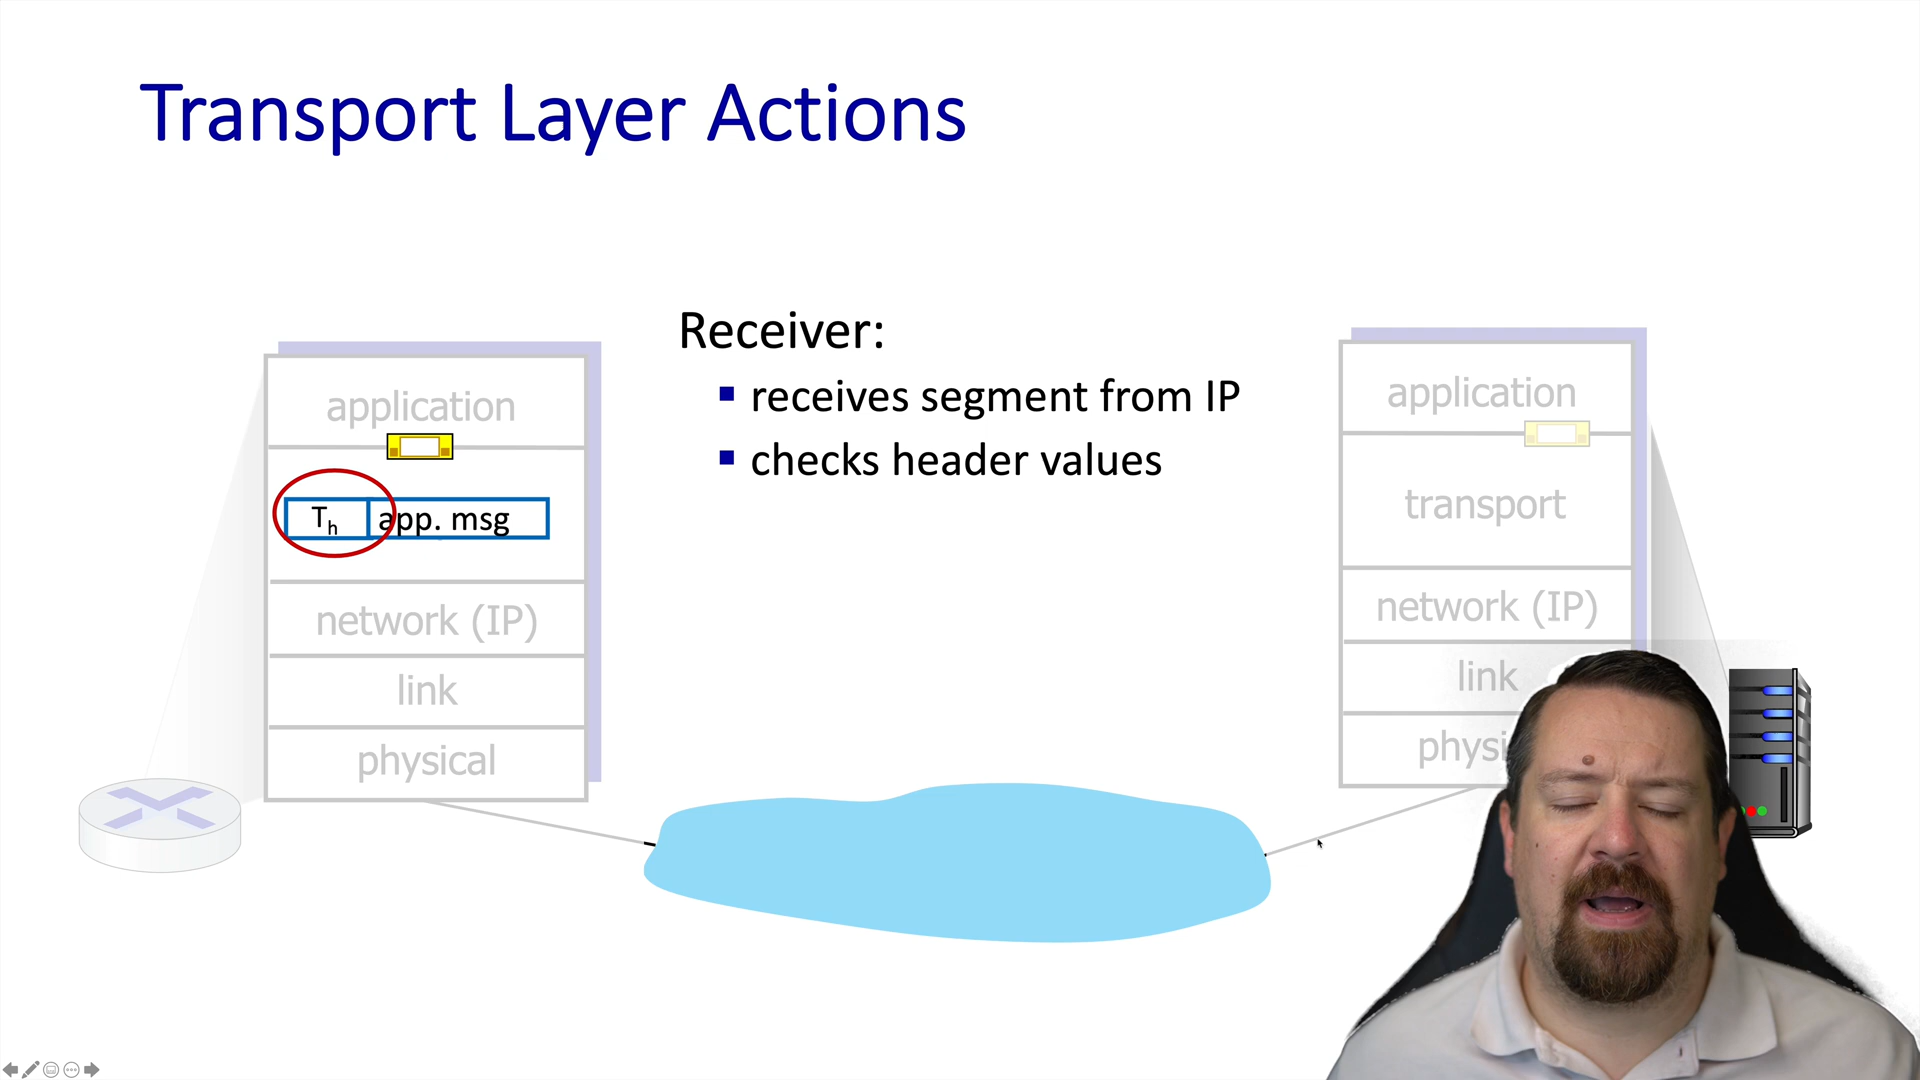 Transport Layer Actions
Receiver:
receives segment from IP
checks header values
application
Th app. msg
network (IP)
link
physical
application
transport
network (IP)
link
physi